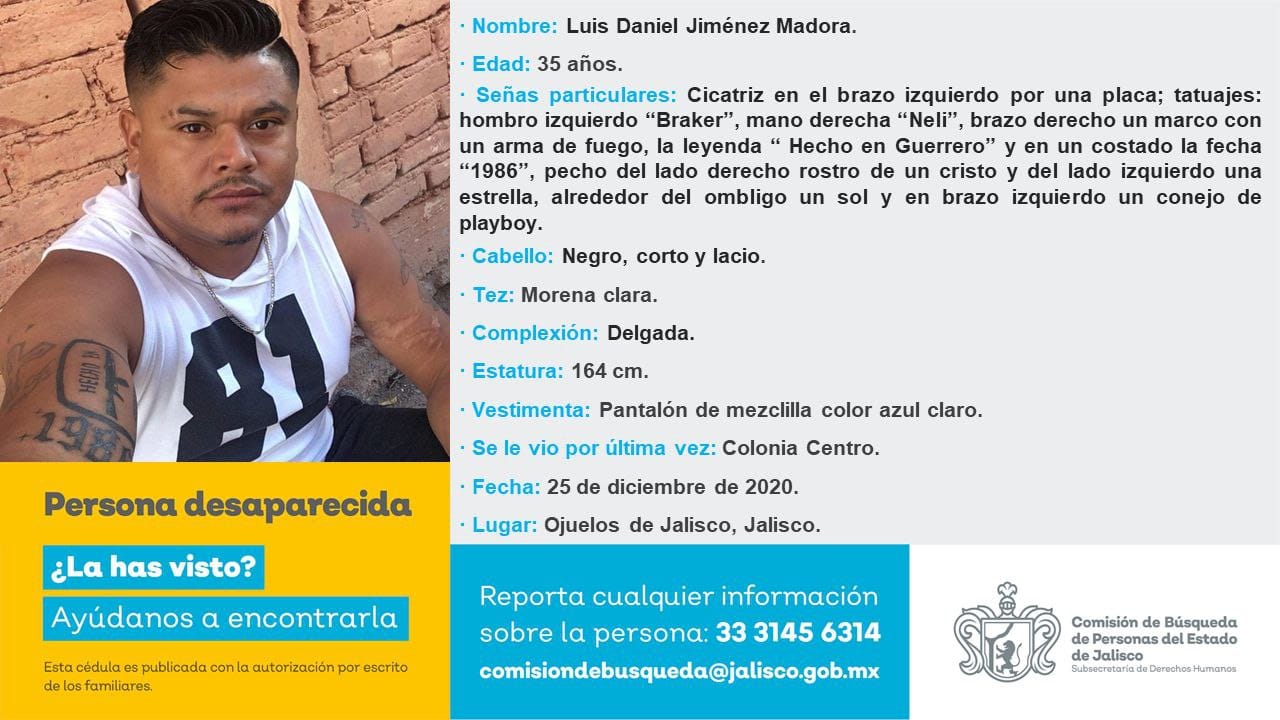 81
HECHO EN
198
· Nombre: Luis Daniel Jiménez Madora.
· Edad: 35 años.
· Señas particulares: Cicatriz en el brazo izquierdo por una placa; tatuajes:
hombro izquierdo “Braker”, mano derecha “Neli”, brazo derecho un marco con
un arma de fuego, la leyenda “ Hecho en Guerrero” y en un costado la fecha
“1986”, pecho del lado derecho rostro de un cristo y del lado izquierdo una
estrella, alrededor del ombligo un sol y en brazo izquierdo un conejo de
playboy.
· Cabello: Negro, corto y lacio.
· Tez: Morena clara.
· Complexión: Delgada.
· Estatura: 164 cm.
· Vestimenta: Pantalón de mezclilla color azul claro.
· Se le vio por última vez: Colonia Centro.
· Fecha: 25 de diciembre de 2020.
· Lugar: Ojuelos de Jalisco, Jalisco.
Persona desaparecida
¿La has visto?
Ayúdanos a encontrarla
Esta cédula es publicada con la autorización por escrito
de los familiares.
Reporta cualquier información
sobre la persona: 33 3145 6314
comisiondebusqueda@jalisco.gob.mx
Comisión de Búsqueda
de Personas del Estado
de Jalisco
Subsecretaría de Derechos Humanos